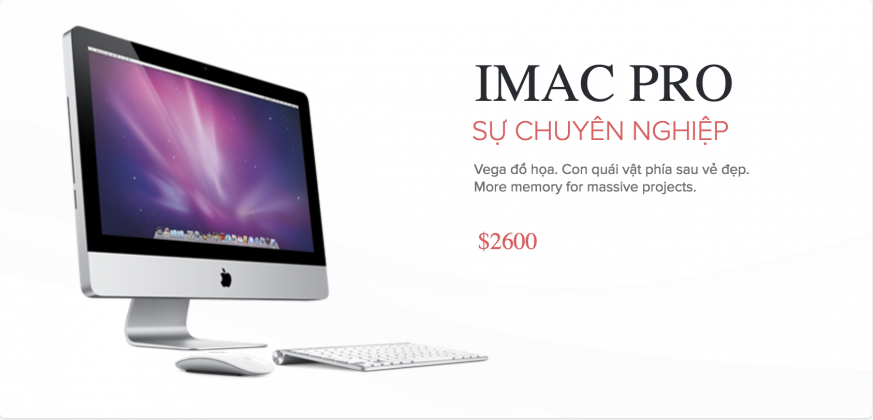 IMAC PRO
SỰ CHUYÊN NGHIỆP
Vega đồ họa. Con quái vật phía sau vẻ đẹp.
More memory for massive projects.
$2600